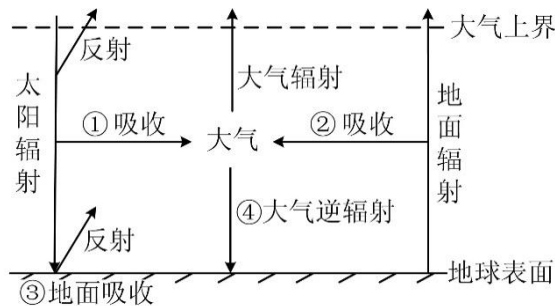 大气上界
反射
太阳辐射
大气辐射
地面辐射
①吸收
大气
②吸收
④大气逆辐射
反射
地球表面
③地面吸收